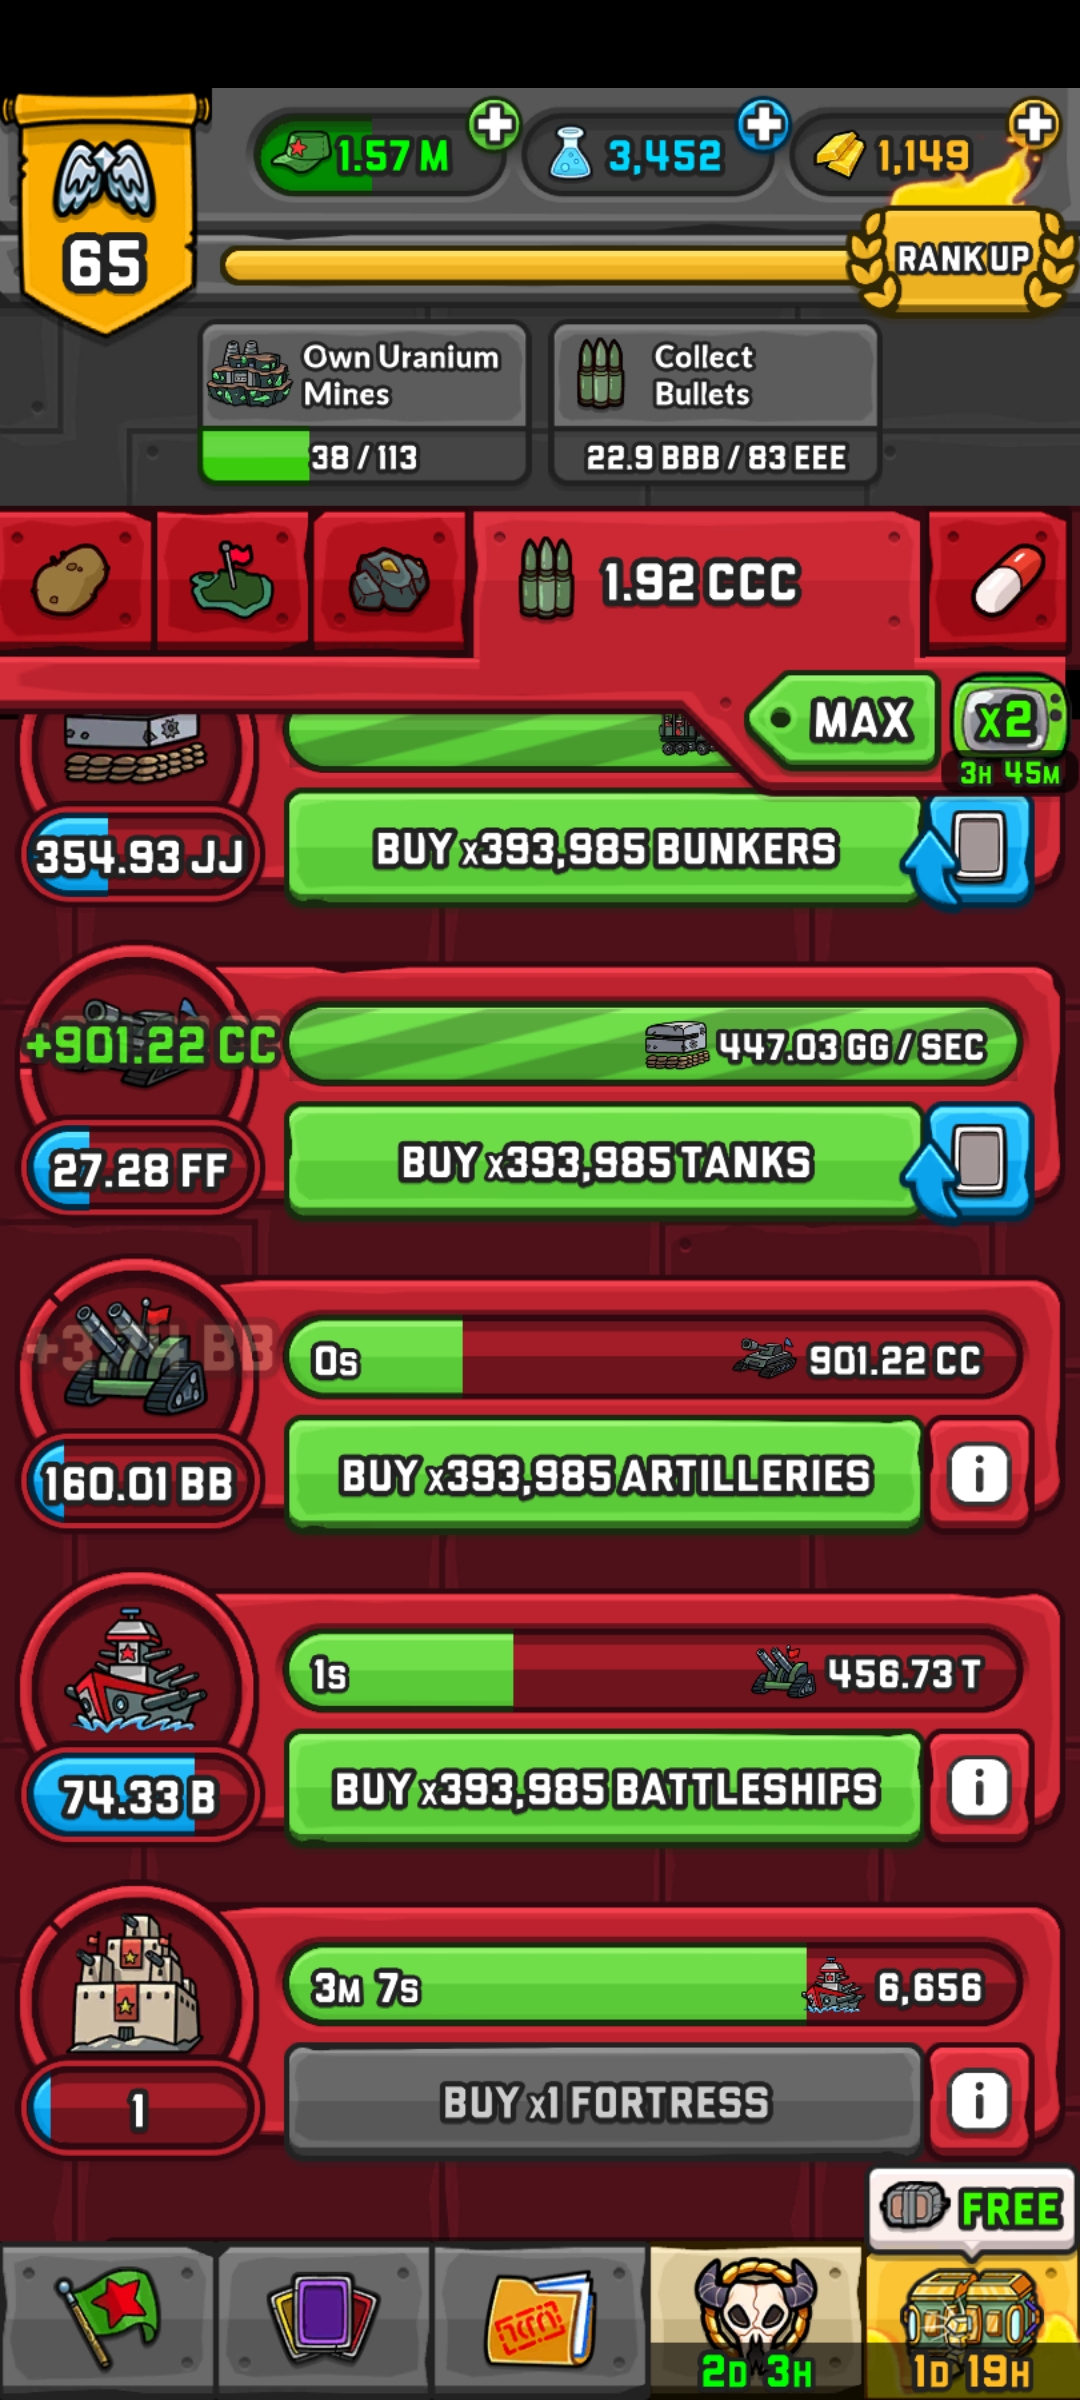 1.57 M
3,452
1,149
65
RANK UP
Own Uranium
Mines
38 / 113
Collect
Bullets
22.9 BBB / 83 EEE
1.92 CCC
MAX
x2
3H 45M
354.93 JJ
BUY x393,985 BUNKERS
+901.22 CC
447.03 GG / SEC
27.28 FF
BUY x393,985 TANKS
0s
901.22 CC
160.01 BB
BUY x393,985 ARTILLERIES
i
1s
456.73 T
74.33 B
BUY x393,985 BATTLESHIPS
i
3M 7s
6,656
1
BUY x1 FORTRESS
i
FREE
2D 3H
1D 19H